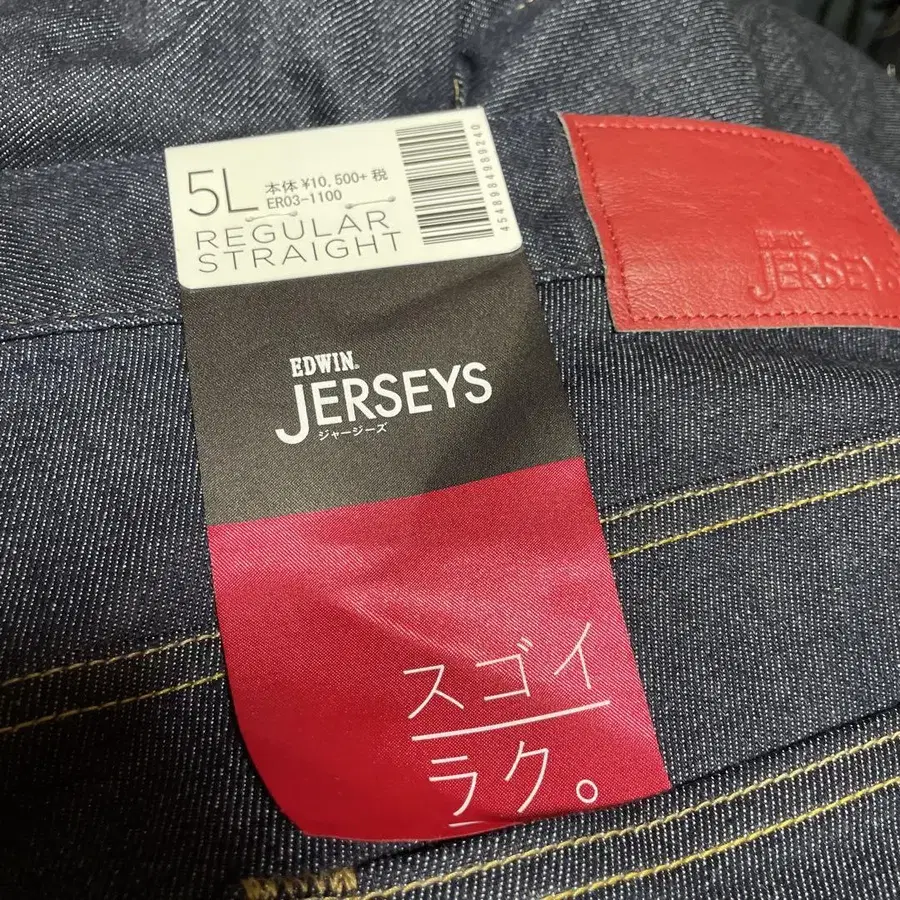 5L
本体 ¥10,500+ 税
ER03-1100
REGULAR
STRAIGHT
4548984989240
EDWIN®
JERSEYS
ジャージーズ
スゴイ
ラク。
EDWIN
JERSEYS